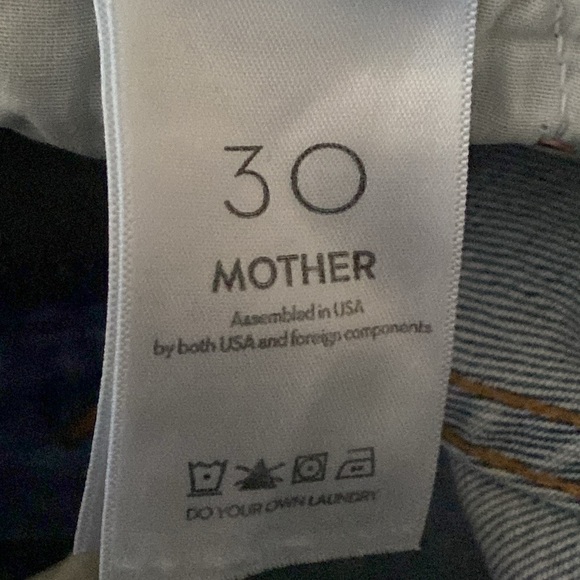 30
MOTHER
Assembled in USA
by both USA and foreign components
DO YOUR OWN LAUNDRY